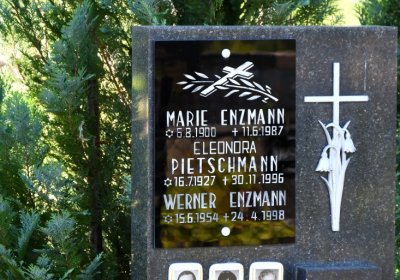 MARIE ENZMANN
✡6.8.1900 ✝11.6.1987
ELEONORA
PIETSCHMANN
✡16.7.1927 ✝30.11.1996
WERNER ENZMANN
✡15.6.1954 ✝24.4.1998